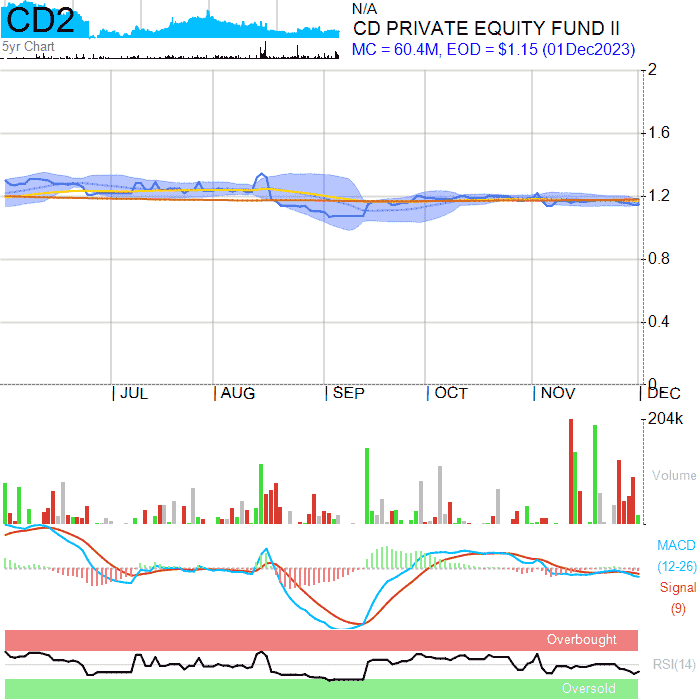 CD2
5yr Chart
N/A
CD PRIVATE EQUITY FUND II
MC = 60.4M, EOD = $1.15 (01Dec2023)
2
1.6
1.2
0.8
0.4
0
JUL AUG SEP OCT NOV DEC
204k
Volume
MACD
(12-26)
Signal
(9)
Overbought
RSI(14)
Oversold